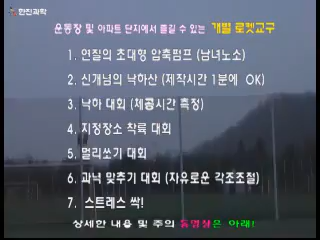 한진과학
운동장 및 아파트 단지에서 즐길 수 있는 개별 로켓교구
1. 연질의 초대형 압축펌프 (남녀노소)
2. 신개념의 낙하산 (제작시간 1분에 OK)
3. 낙하 대회 (체공시간 측정)
4. 지정장소 착륙 대회
5. 멀리쏘기 대회
6. 과녁 맞추기 대회 (자유로운 각조조절)
7. 스트레스 싹!
상세한 내용 및 주의 동영상은 아래!